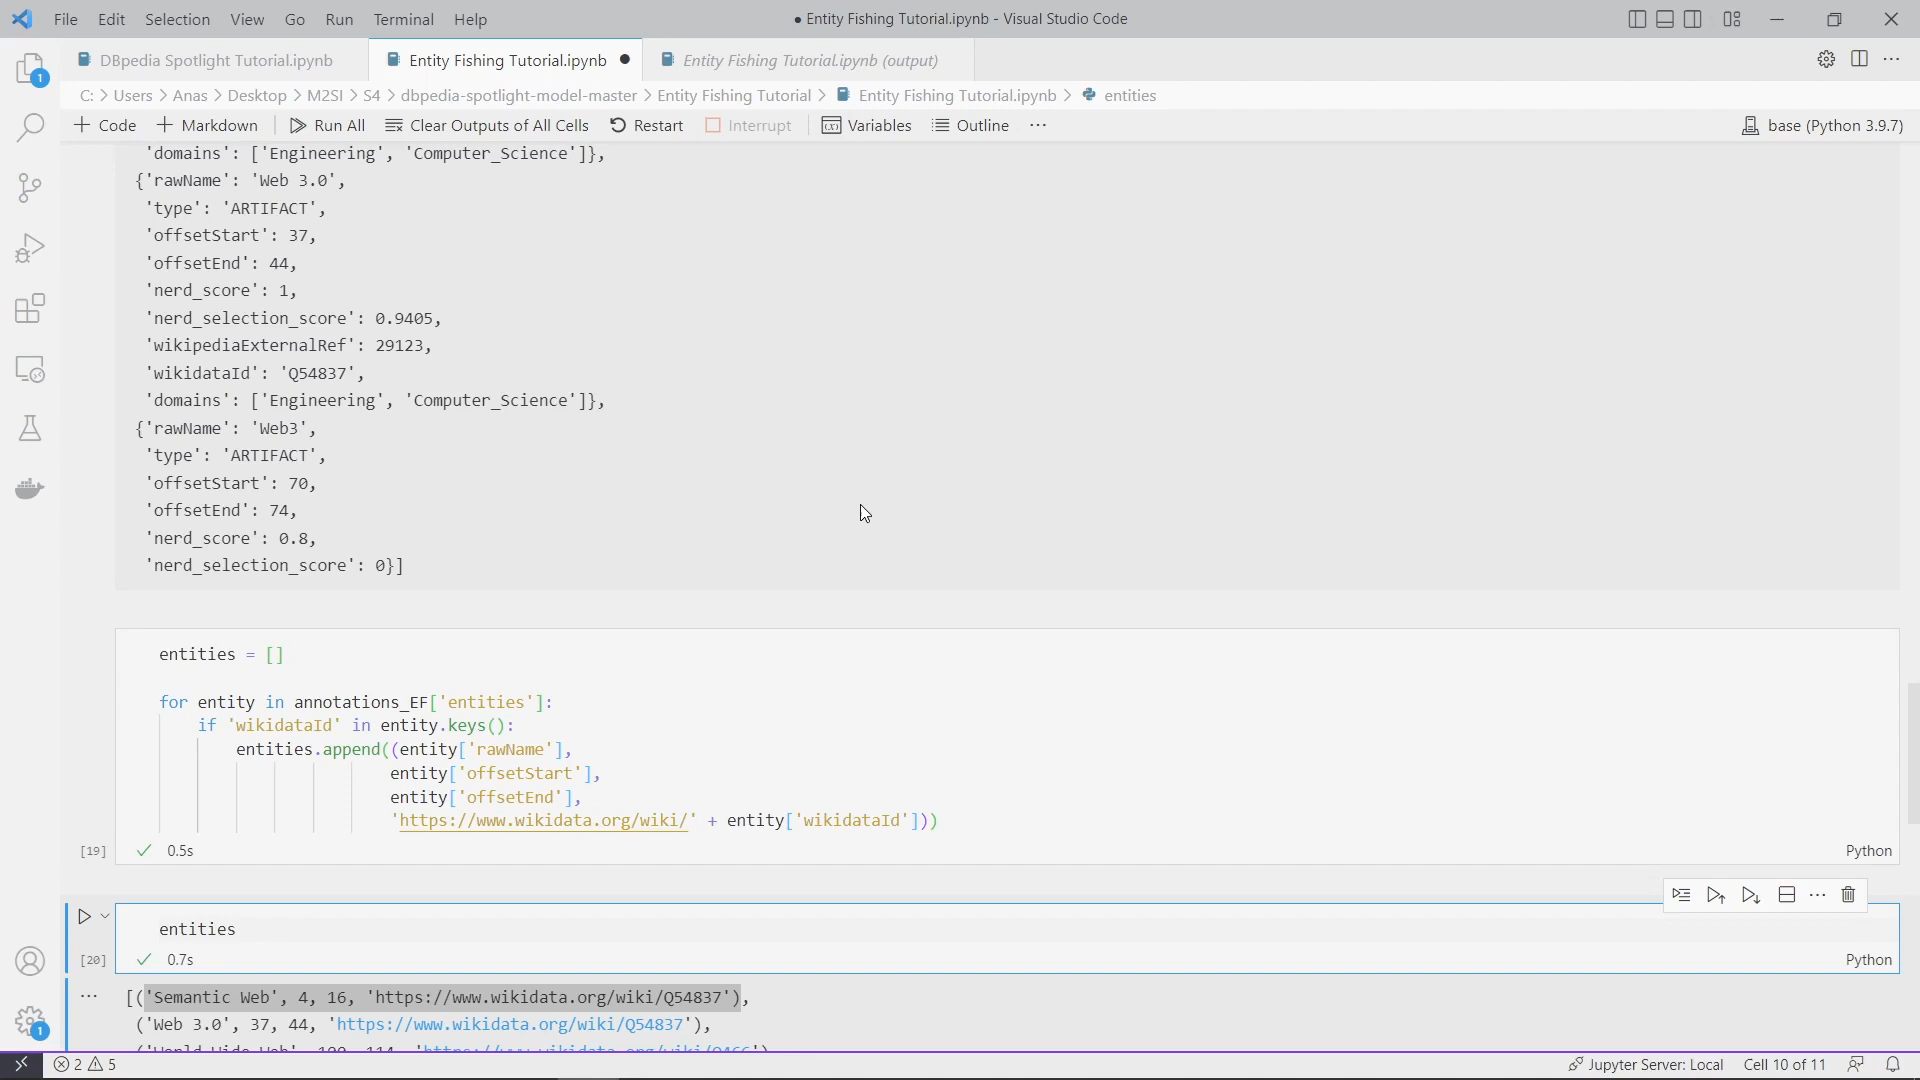 File Edit Selection View Go Run Terminal Help ● Entity Fishing Tutorial.ipynb - Visual Studio Code
DBpedia Spotlight Tutorial.ipynb Entity Fishing Tutorial.ipynb ● Entity Fishing Tutorial.ipynb (output)
C: > Users > Anas > Desktop > M2SI > S4 > dbpedia-spotlight-model-master > Entity Fishing Tutorial > Entity Fishing Tutorial.ipynb > entities
+ Code + Markdown Run All Clear Outputs of All Cells Restart Interrupt Variables Outline ··· base (Python 3.9.7)
'domains': ['Engineering', 'Computer_Science']},
{'rawName': 'Web 3.0',
'type': 'ARTIFACT',
'offsetStart': 37,
'offsetEnd': 44,
'nerd_score': 1,
'nerd_selection_score': 0.9405,
'wikipediaExternalRef': 29123,
'wikidataId': 'Q54837',
'domains': ['Engineering', 'Computer_Science']},
{'rawName': 'Web3',
'type': 'ARTIFACT',
'offsetStart': 70,
'offsetEnd': 74,
'nerd_score': 0.8,
'nerd_selection_score': 0}]
entities = []
for entity in annotations_EF['entities']:
if 'wikidataId' in entity.keys():
entities.append((entity['rawName'],
entity['offsetStart'],
entity['offsetEnd'],
'https://www.wikidata.org/wiki/' + entity['wikidataId']))
[19] ✓ 0.5s Python
entities
[20] ✓ 0.7s Python
[('Semantic Web', 4, 16, 'https://www.wikidata.org/wiki/Q54837'),
('Web 3.0', 37, 44, 'https://www.wikidata.org/wiki/Q54837'),
2 5 Jupyter Server: Local Cell 10 of 11
1
1